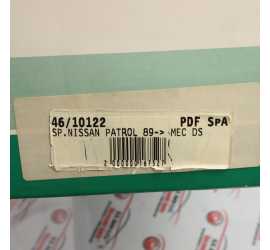 46/10122 PDF SpA
SP.NISSAN PATROL 89-> MEC DS